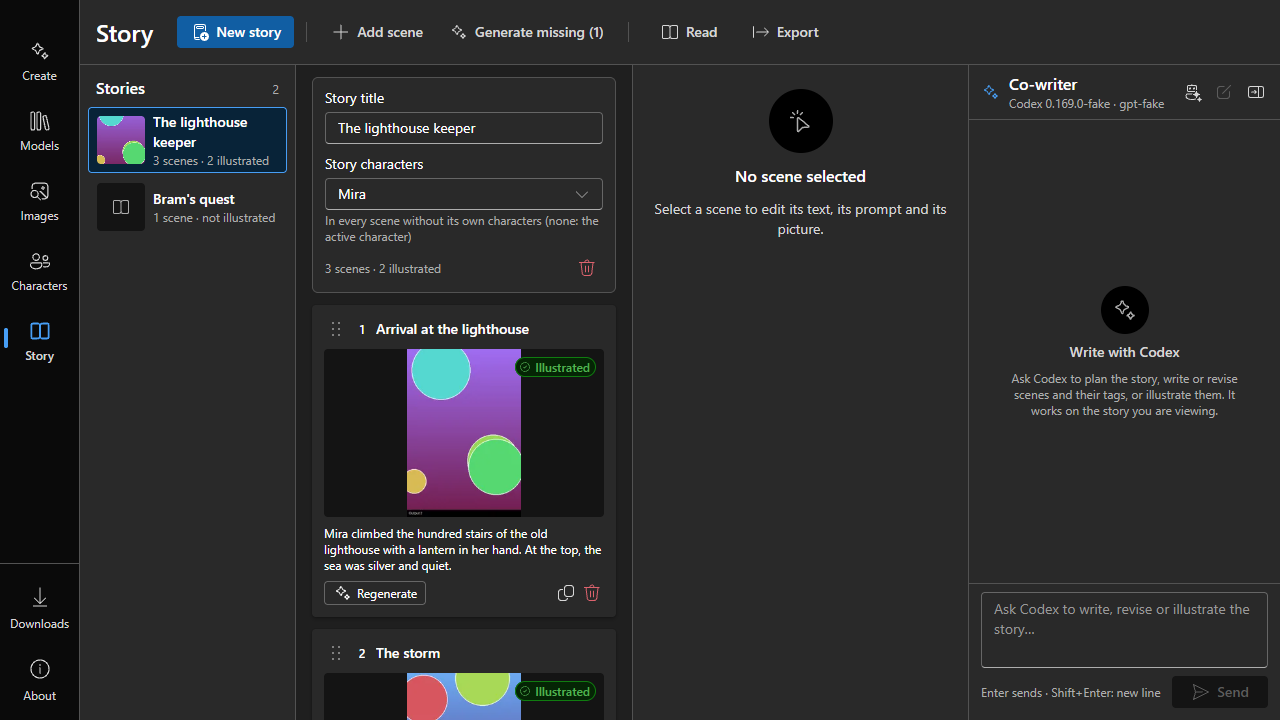 Create
Models
Images
Characters
Story
Downloads
About
Story
New story
Add scene
Generate missing (1)
Read
Export
Stories
2
The lighthouse
keeper
3 scenes · 2 illustrated
Bram's quest
1 scene · not illustrated
Story title
The lighthouse keeper
Story characters
Mira
In every scene without its own characters (none: the
active character)
3 scenes · 2 illustrated
1 Arrival at the lighthouse
Illustrated
Mira climbed the hundred stairs of the old
lighthouse with a lantern in her hand. At the top, the
sea was silver and quiet.
Regenerate
2 The storm
Illustrated
No scene selected
Select a scene to edit its text, its prompt and its
picture.
Co-writer
Codex 0.169.0-fake · gpt-fake
Write with Codex
Ask Codex to plan the story, write or revise
scenes and their tags, or illustrate them. It
works on the story you are viewing.
Ask Codex to write, revise or illustrate the
story...
Enter sends · Shift+Enter: new line
Send